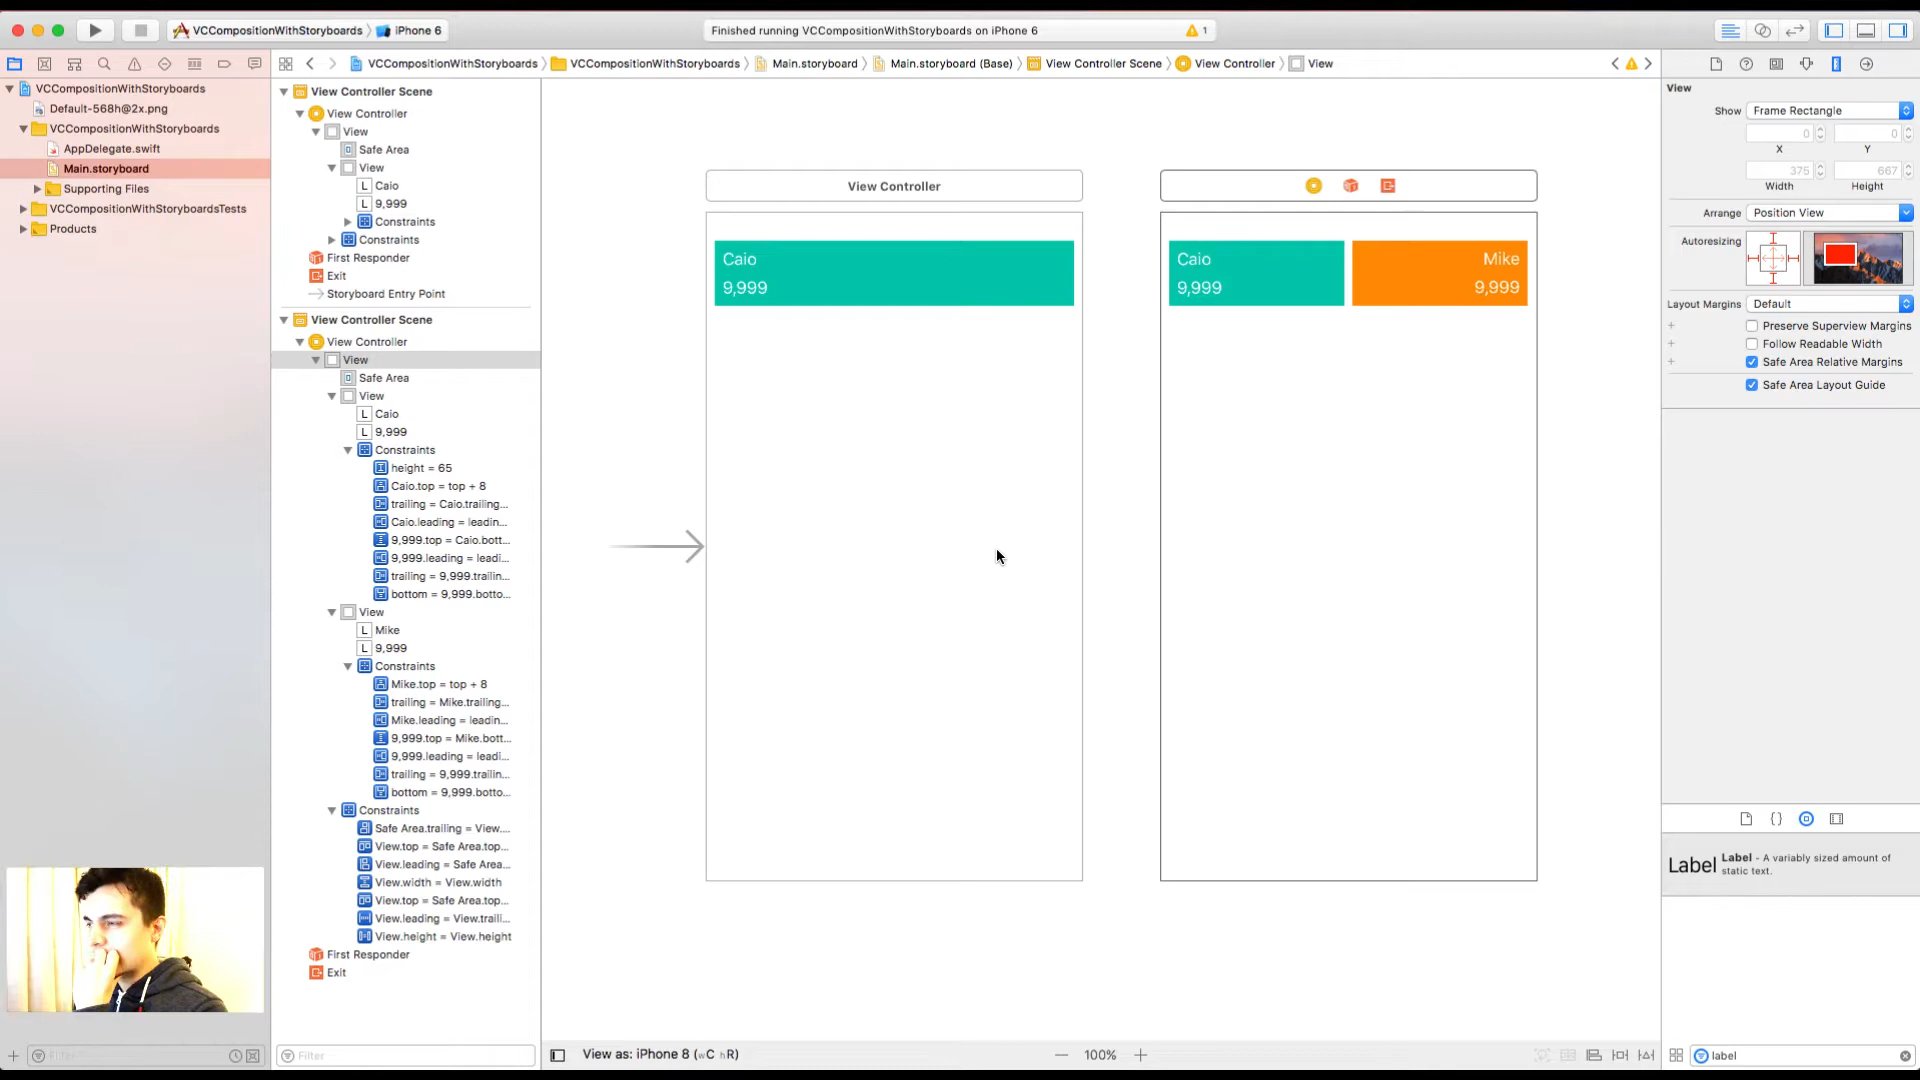 VCCompositionWithStoryboards 〉 iPhone 6
Finished running VCCompositionWithStoryboards on iPhone 6
1
VCCompositionWithStoryboards 〉 VCCompositionWithStoryboards 〉 Main.storyboard 〉 Main.storyboard (Base) 〉 View Controller Scene 〉 View Controller 〉 View
VCCompositionWithStoryboards
Default-568h@2x.png
VCCompositionWithStoryboards
AppDelegate.swift
Main.storyboard
Supporting Files
VCCompositionWithStoryboardsTests
Products
Filter
View Controller Scene
View Controller
View
Safe Area
View
L Caio
L 9,999
Constraints
Constraints
First Responder
Exit
Storyboard Entry Point
View Controller Scene
View Controller
View
Safe Area
View
L Caio
L 9,999
Constraints
height = 65
Caio.top = top + 8
trailing = Caio.trailing...
Caio.leading = leadin...
9,999.top = Caio.bott...
9,999.leading = leadi...
trailing = 9,999.trailin...
bottom = 9,999.botto...
View
L Mike
L 9,999
Constraints
Mike.top = top + 8
trailing = Mike.trailing...
Mike.leading = leadin...
9,999.top = Mike.bott...
9,999.leading = leadi...
trailing = 9,999.trailin...
bottom = 9,999.botto...
Constraints
Safe Area.trailing = View....
View.top = Safe Area.top...
View.leading = Safe Area...
View.width = View.width
View.top = Safe Area.top...
View.leading = View.traili...
View.height = View.height
First Responder
Exit
Filter
View Controller
Caio
9,999
Caio
9,999
Mike
9,999
View as: iPhone 8 (wC hR)
100%
View
Show Frame Rectangle
0 0
X Y
375 667
Width Height
Arrange Position View
Autoresizing
Layout Margins Default
Preserve Superview Margins
Follow Readable Width
Safe Area Relative Margins
Safe Area Layout Guide
{}
Label Label - A variably sized amount of
static text.
label